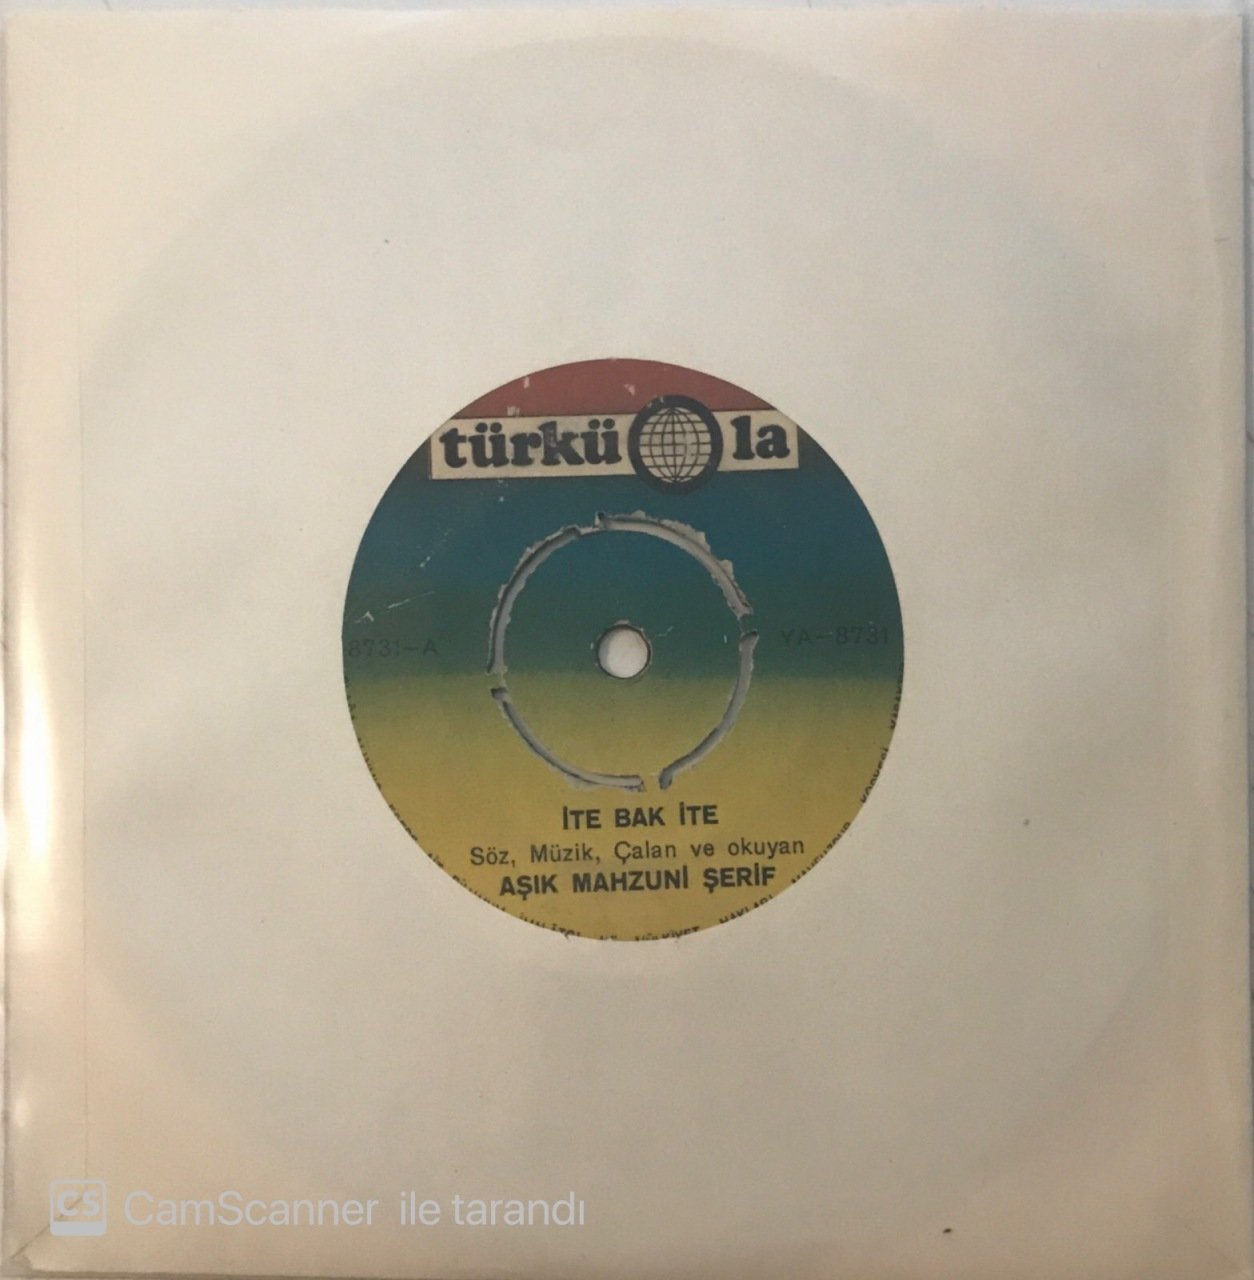 türkü la
8731-A
YA-8731
İTE BAK İTE
Söz, Müzik, Çalan ve okuyan
AŞIK MAHZUNİ ŞERİF
CS CamScanner ile tarandı